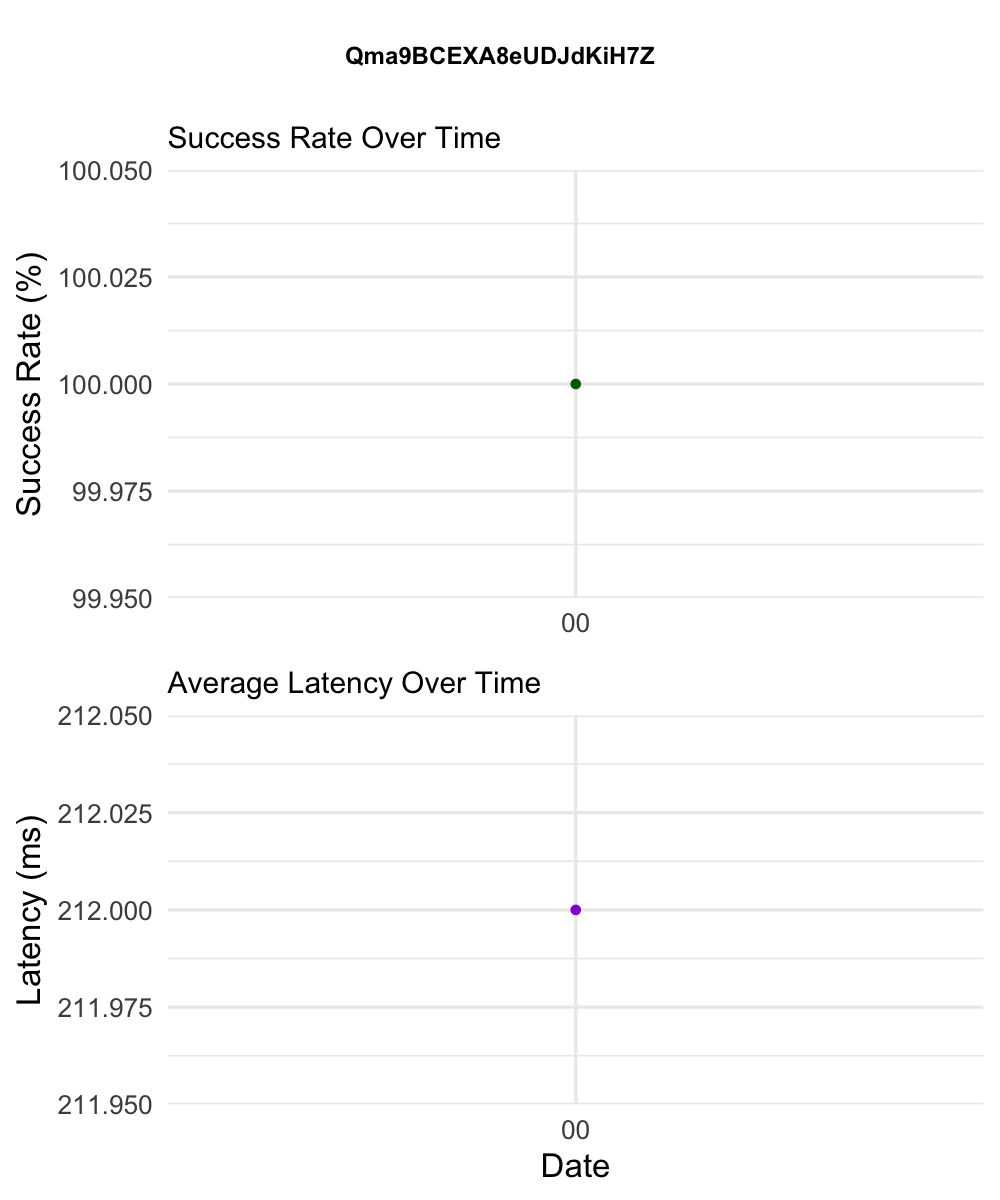 Qma9BCEXA8eUDJdKiH7Z
Success Rate Over Time
Success Rate (%)
100.050
100.025
100.000
99.975
99.950
00
Average Latency Over Time
Latency (ms)
212.050
212.025
212.000
211.975
211.950
00
Date